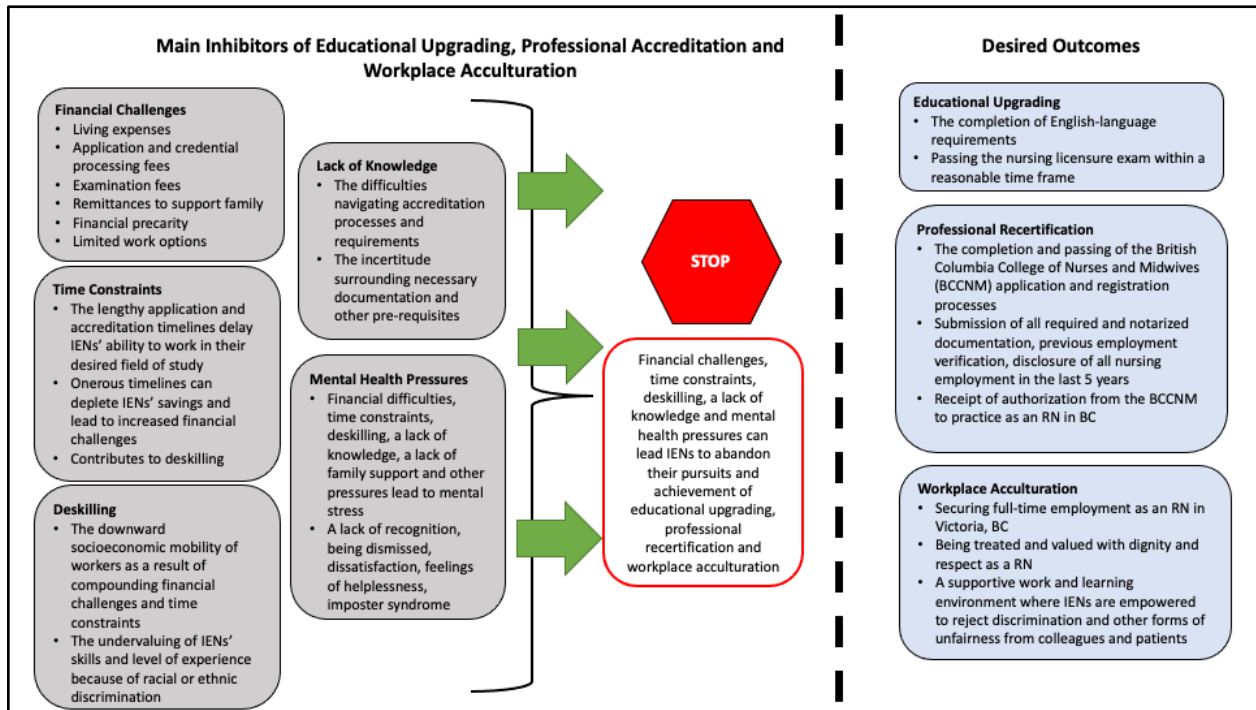 Main Inhibitors of Educational Upgrading, Professional Accreditation and
Workplace Acculturation
Financial Challenges
• Living expenses
• Application and credential
processing fees
• Examination fees
• Remittances to support family
• Financial precarity
• Limited work options
Time Constraints
• The lengthy application and
accreditation timelines delay
IENs' ability to work in their
desired field of study
• Onerous timelines can
deplete IENs' savings and
lead to increased financial
challenges
• Contributes to deskilling
Deskilling
• The downward
socioeconomic mobility of
workers as a result of
compounding financial
challenges and time
constraints
• The undervaluing of IENs'
skills and level of experience
because of racial or ethnic
discrimination
Lack of Knowledge
• The difficulties
navigating accreditation
processes and
requirements
• The incertitude
surrounding necessary
documentation and
other pre-requisites
Mental Health Pressures
• Financial difficulties,
time constraints,
deskilling, a lack of
knowledge, a lack of
family support and other
pressures lead to mental
stress
• A lack of recognition,
being dismissed,
dissatisfaction, feelings
of helplessness,
imposter syndrome
STOP
Financial challenges,
time constraints,
deskilling, a lack of
knowledge and mental
health pressures can
lead IENs to abandon
their pursuits and
achievement of
educational upgrading,
professional
recertification and
workplace acculturation
Desired Outcomes
Educational Upgrading
• The completion of English-language
requirements
• Passing the nursing licensure exam within a
reasonable time frame
Professional Recertification
• The completion and passing of the British
Columbia College of Nurses and Midwives
(BCCNM) application and registration
processes
• Submission of all required and notarized
documentation, previous employment
verification, disclosure of all nursing
employment in the last 5 years
• Receipt of authorization from the BCCNM
to practice as an RN in BC
Workplace Acculturation
• Securing full-time employment as an RN in
Victoria, BC
• Being treated and valued with dignity and
respect as a RN
• A supportive work and learning
environment where IENs are empowered
to reject discrimination and other forms of
unfairness from colleagues and patients